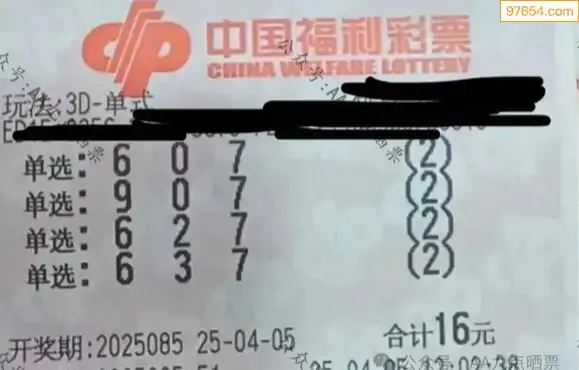 97654.com
中国福利彩票
CHINA WELFARE LOTTERY
玩法:3D-单式
单选: 6 0 7 (2)
单选: 9 0 7 (2)
单选: 6 2 7 (2)
单选: 6 3 7 (2)
开奖期:2025085 25-04-05 合计16元